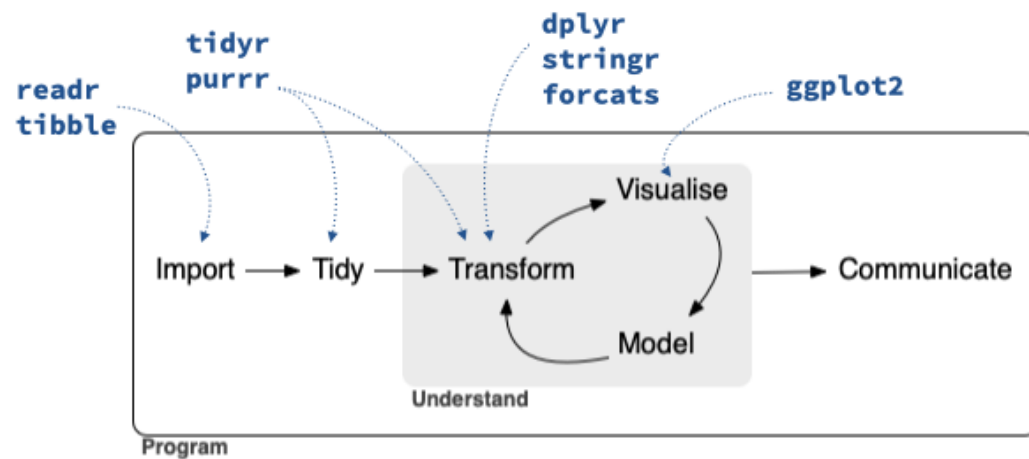 dplyr
tidyr
stringr
purrr
forcats
ggplot2
readr
tibble
Visualise
Import
Tidy
Transform
Communicate
Model
Understand
Program